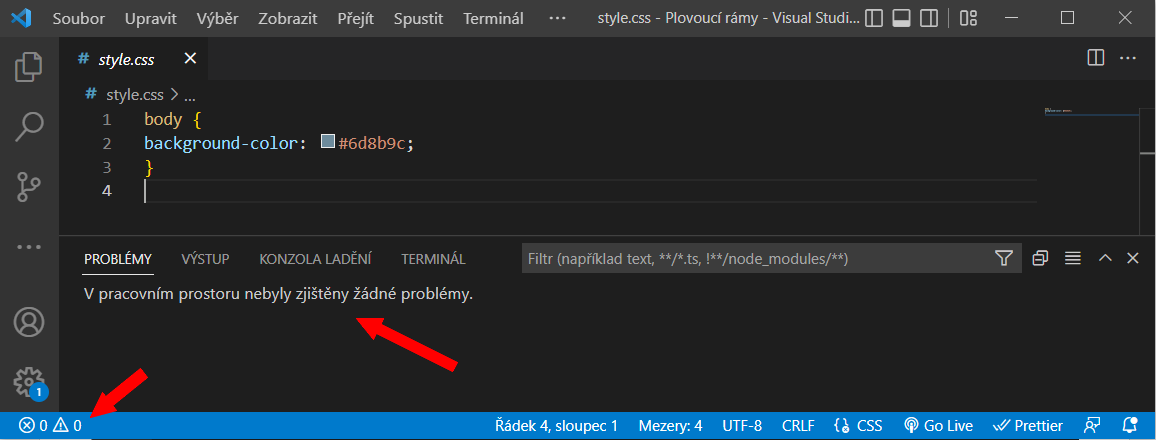 Soubor Upravit Výběr Zobrazit Přejít Spustit Terminál ··· style.css - Plovoucí rámy - Visual Studi...
# style.css
# style.css > ...
1 body {
2 background-color: #6d8b9c;
3 }
4
PROBLÉMY VÝSTUP KONZOLA LADĚNÍ TERMINÁL Filtr (například text, **/*.ts, !**/node_modules/**)
V pracovním prostoru nebyly zjištěny žádné problémy.
1
0 0 Řádek 4, sloupec 1 Mezery: 4 UTF-8 CRLF CSS Go Live Prettier